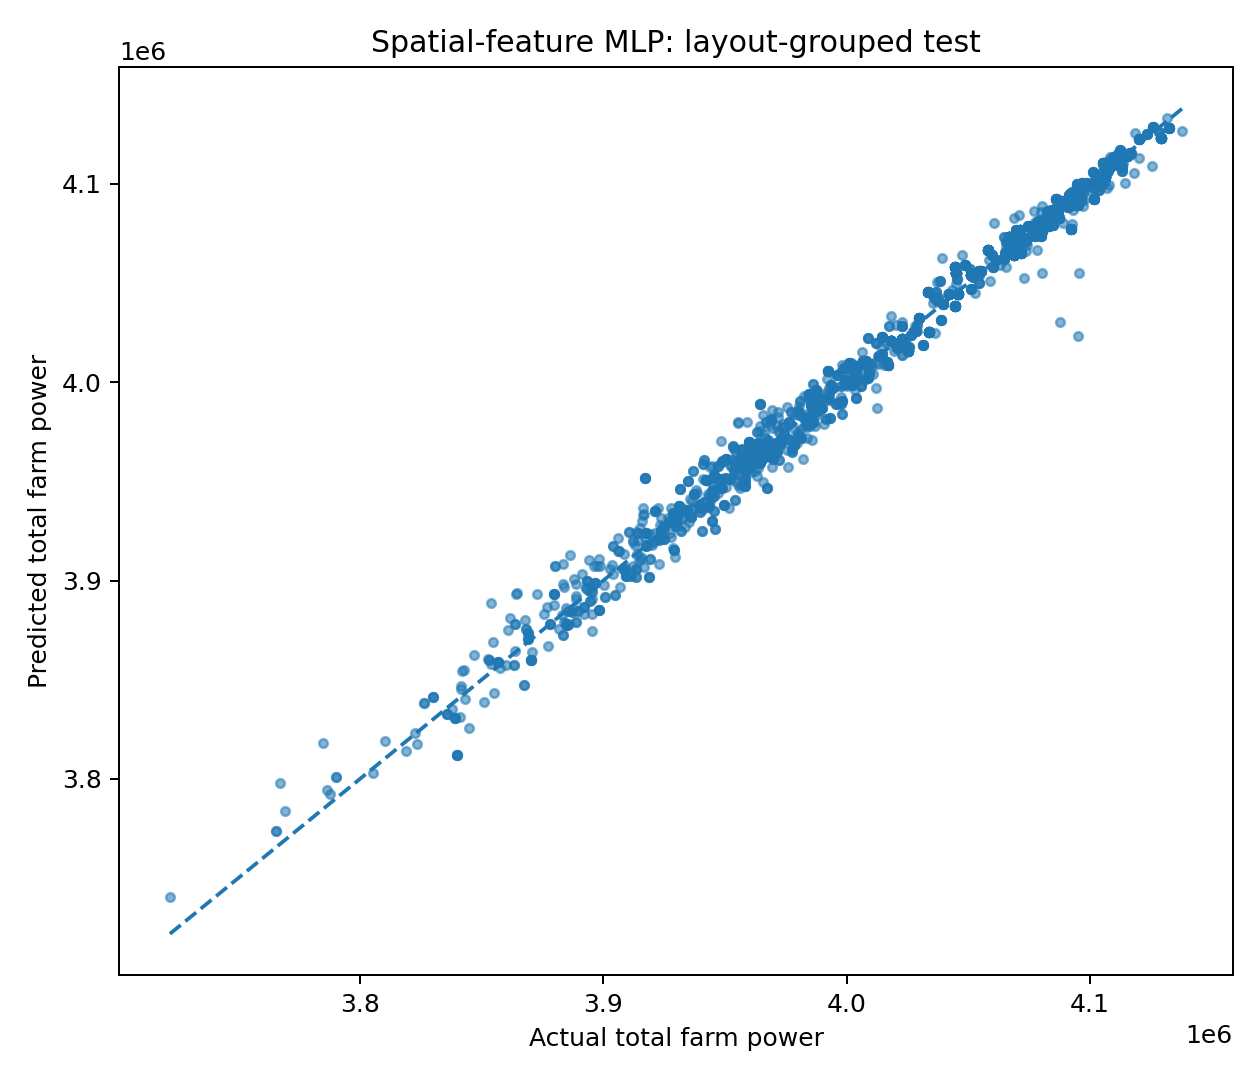 Spatial-feature MLP: layout-grouped test
1e6
4.1
4.0
3.9
3.8
Predicted total farm power
3.8 3.9 4.0 4.1
1e6
Actual total farm power